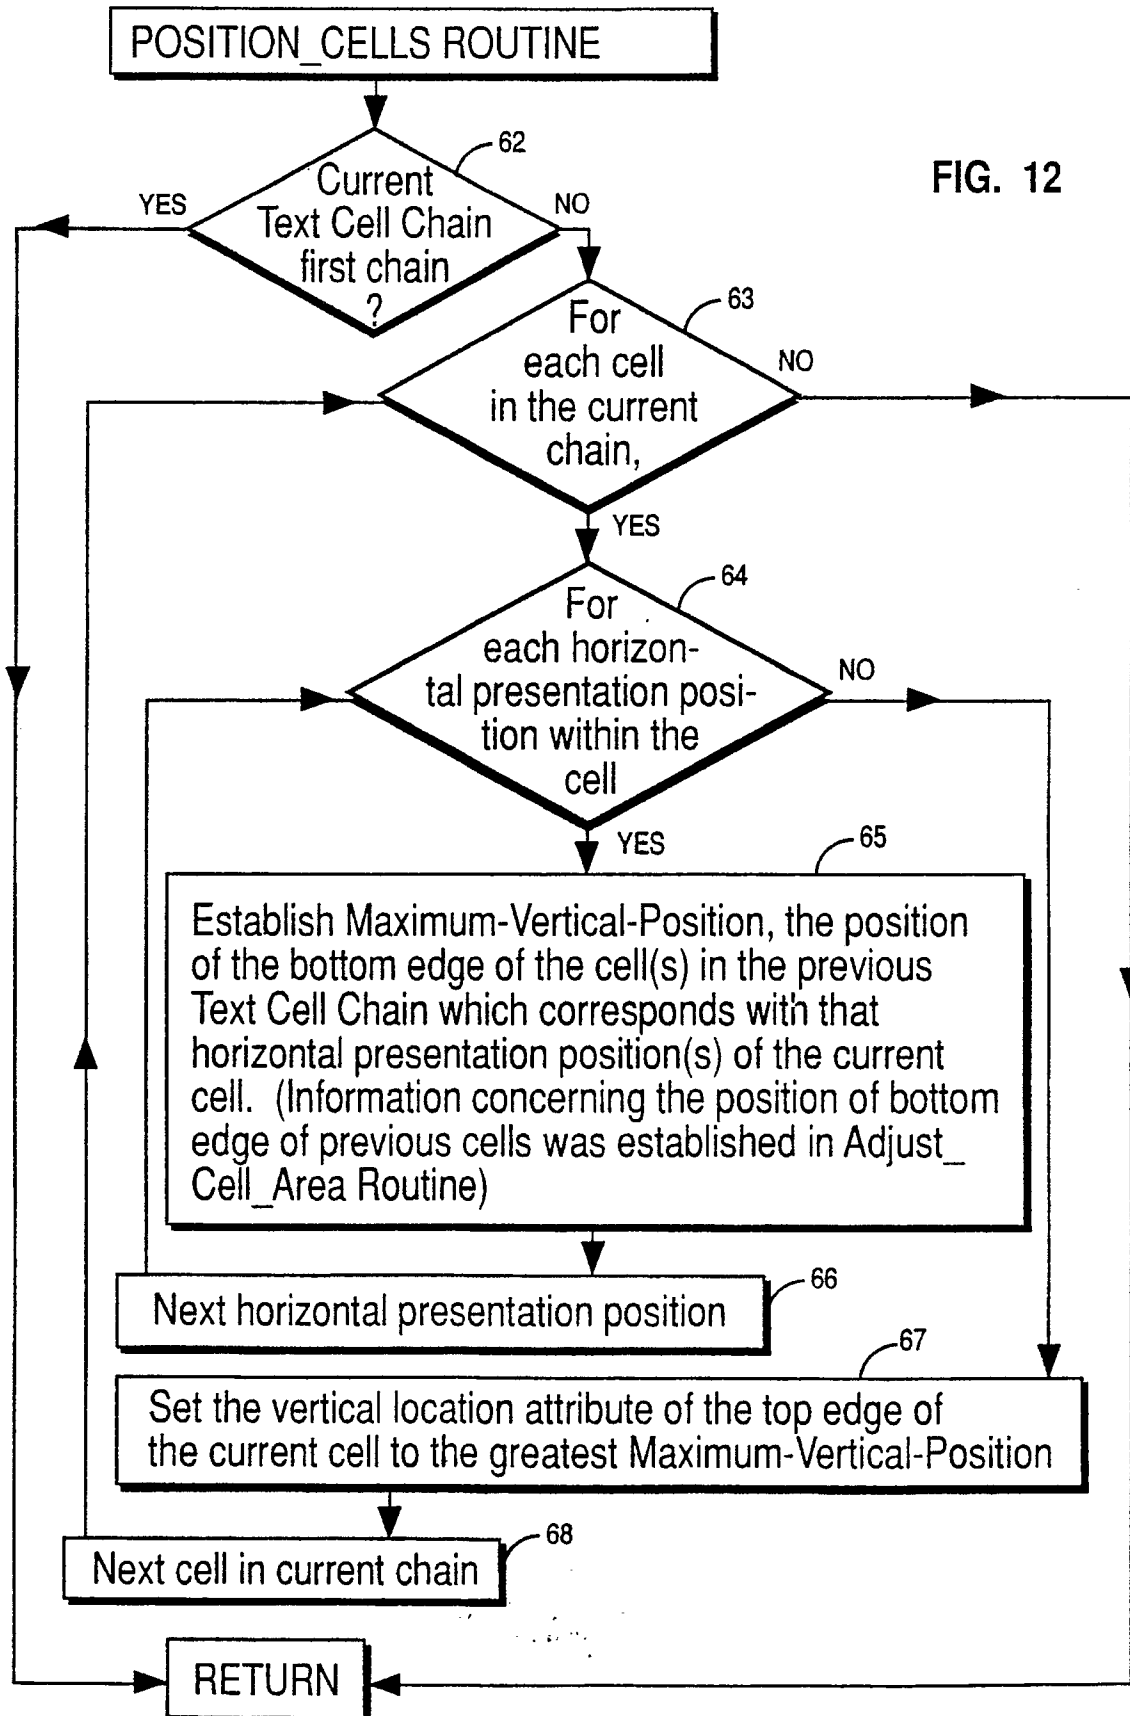 POSITION_CELLS ROUTINE
FIG. 12
62
Current
Text Cell Chain
first chain
?
YES
NO
63
For
each cell
in the current
chain,
NO
YES
64
For
each horizon-
tal presentation posi-
tion within the
cell
NO
YES
65
Establish Maximum-Vertical-Position, the position
of the bottom edge of the cell(s) in the previous
Text Cell Chain which corresponds with that
horizontal presentation position(s) of the current
cell. (Information concerning the position of bottom
edge of previous cells was established in Adjust_
Cell_Area Routine)
66
Next horizontal presentation position
67
Set the vertical location attribute of the top edge of
the current cell to the greatest Maximum-Vertical-Position
68
Next cell in current chain
RETURN